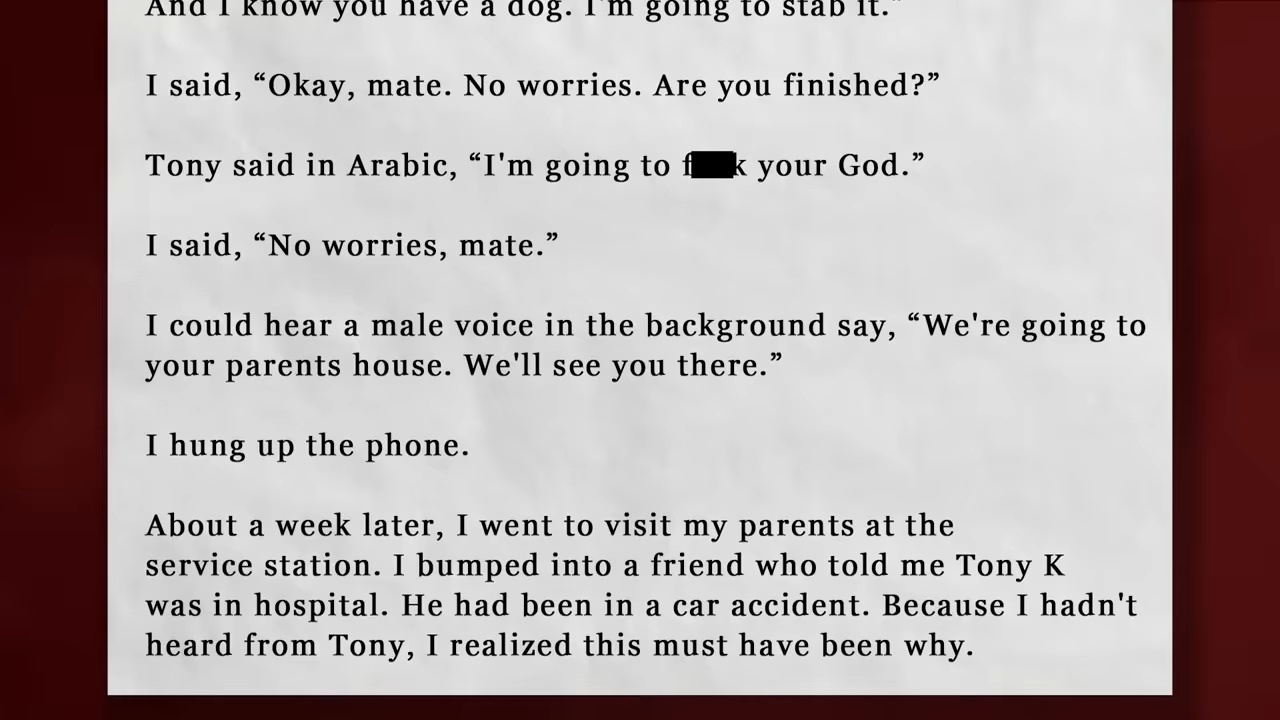 And I know you have a dog. I'm going to stab it.”
I said, “Okay, mate. No worries. Are you finished?”
Tony said in Arabic, “I'm going to f k your God.”
I said, “No worries, mate.”
I could hear a male voice in the background say, “We're going to
your parents house. We'll see you there.”
I hung up the phone.
About a week later, I went to visit my parents at the
service station. I bumped into a friend who told me Tony K
was in hospital. He had been in a car accident. Because I hadn't
heard from Tony, I realized this must have been why.